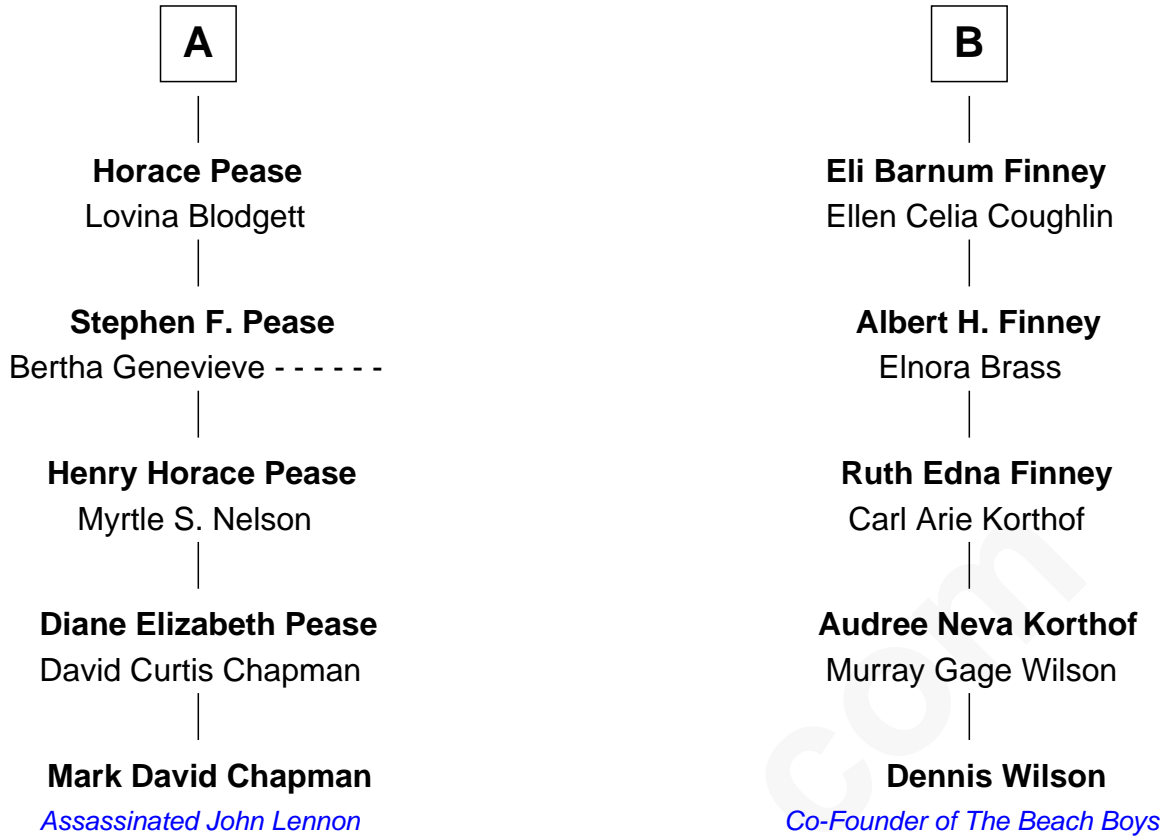 A
Horace Pease
Lovina Blodgett
Stephen F. Pease
Bertha Genevieve - - - - - -
Henry Horace Pease
Myrtle S. Nelson
Diane Elizabeth Pease
David Curtis Chapman
Mark David Chapman
Assassinated John Lennon
B
Eli Barnum Finney
Ellen Celia Coughlin
Albert H. Finney
Elnora Brass
Ruth Edna Finney
Carl Arie Korthof
Audree Neva Korthof
Murray Gage Wilson
Dennis Wilson
Co-Founder of The Beach Boys
com